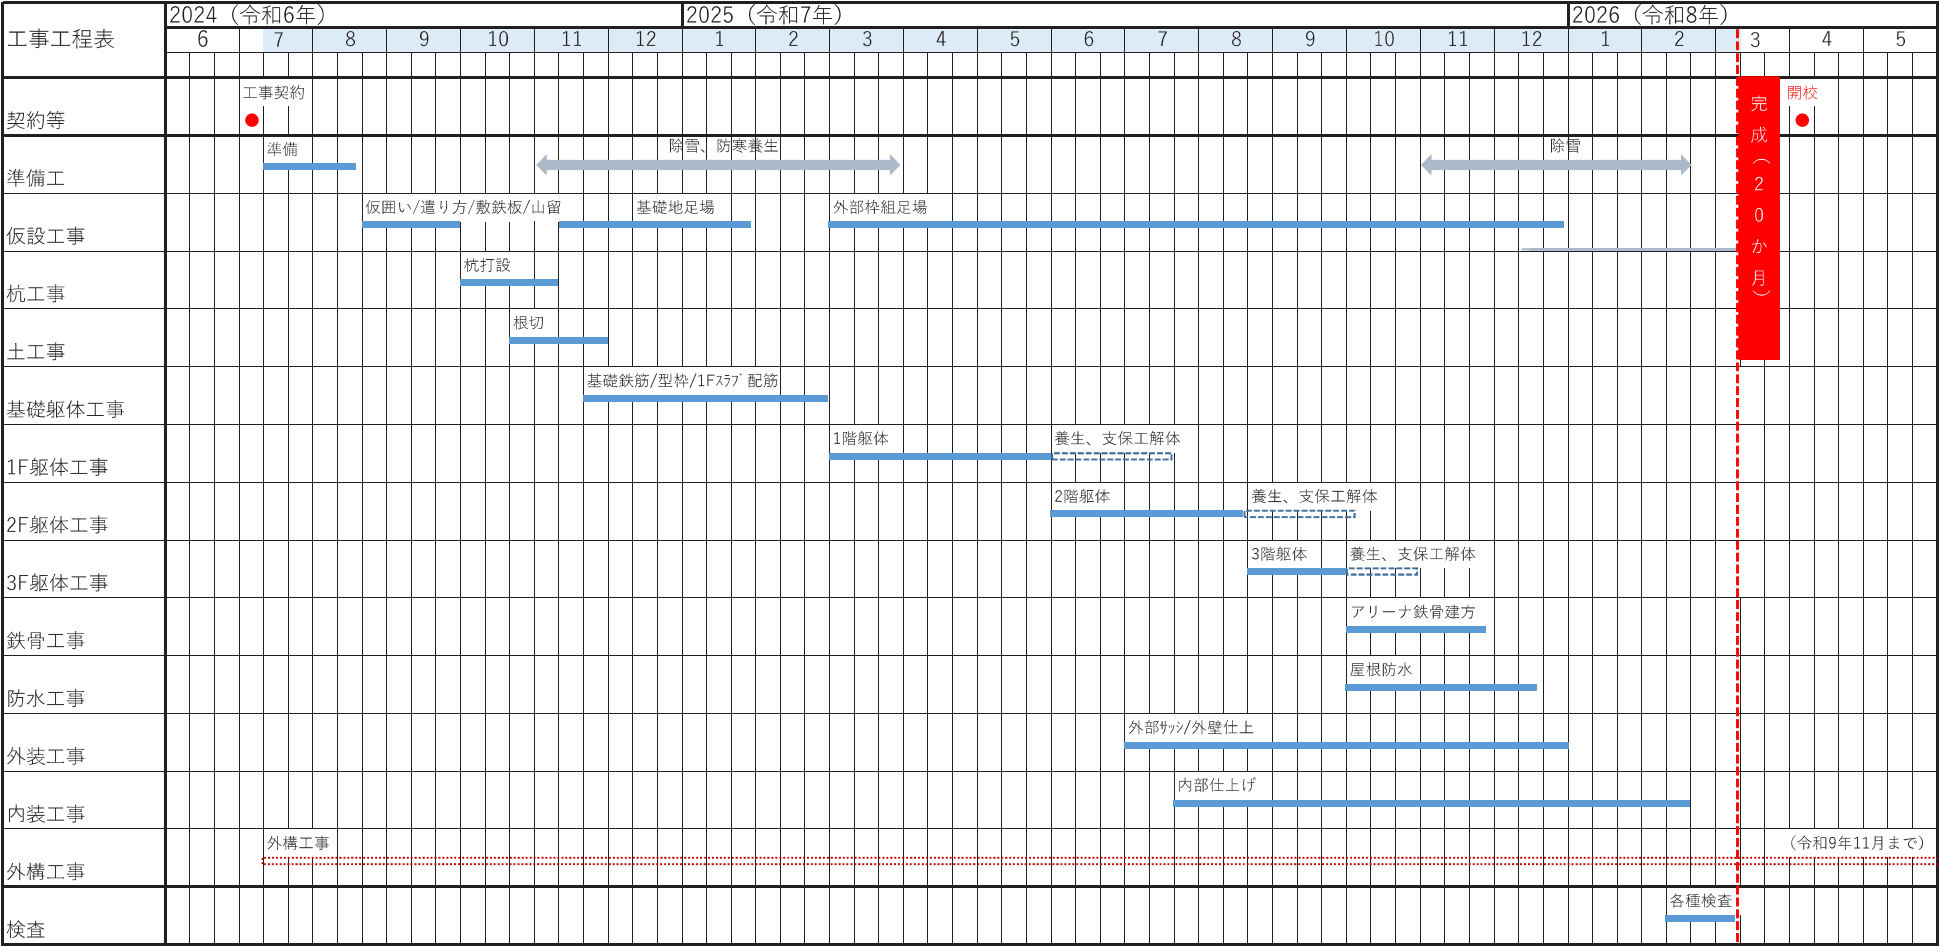 工事工程表
2024（令和6年） 2025（令和7年） 2026（令和8年）
6 7 8 9 10 11 12 1 2 3 4 5 6 7 8 9 10 11 12 1 2 3 4 5
契約等
工事契約
開校
完成（20か月）
準備工
準備
除雪、防寒養生
除雪
仮設工事
仮囲い/遣り方/敷鉄板/山留
基礎地足場
外部枠組足場
杭工事
杭打設
土工事
根切
基礎躯体工事
基礎鉄筋/型枠/1Fｽﾗﾌﾞ配筋
1F躯体工事
1階躯体
養生、支保工解体
2F躯体工事
2階躯体
養生、支保工解体
3F躯体工事
3階躯体
養生、支保工解体
鉄骨工事
アリーナ鉄骨建方
防水工事
屋根防水
外装工事
外部ｻｯｼ/外壁仕上
内装工事
内部仕上げ
外構工事
外構工事
（令和9年11月まで）
検査
各種検査